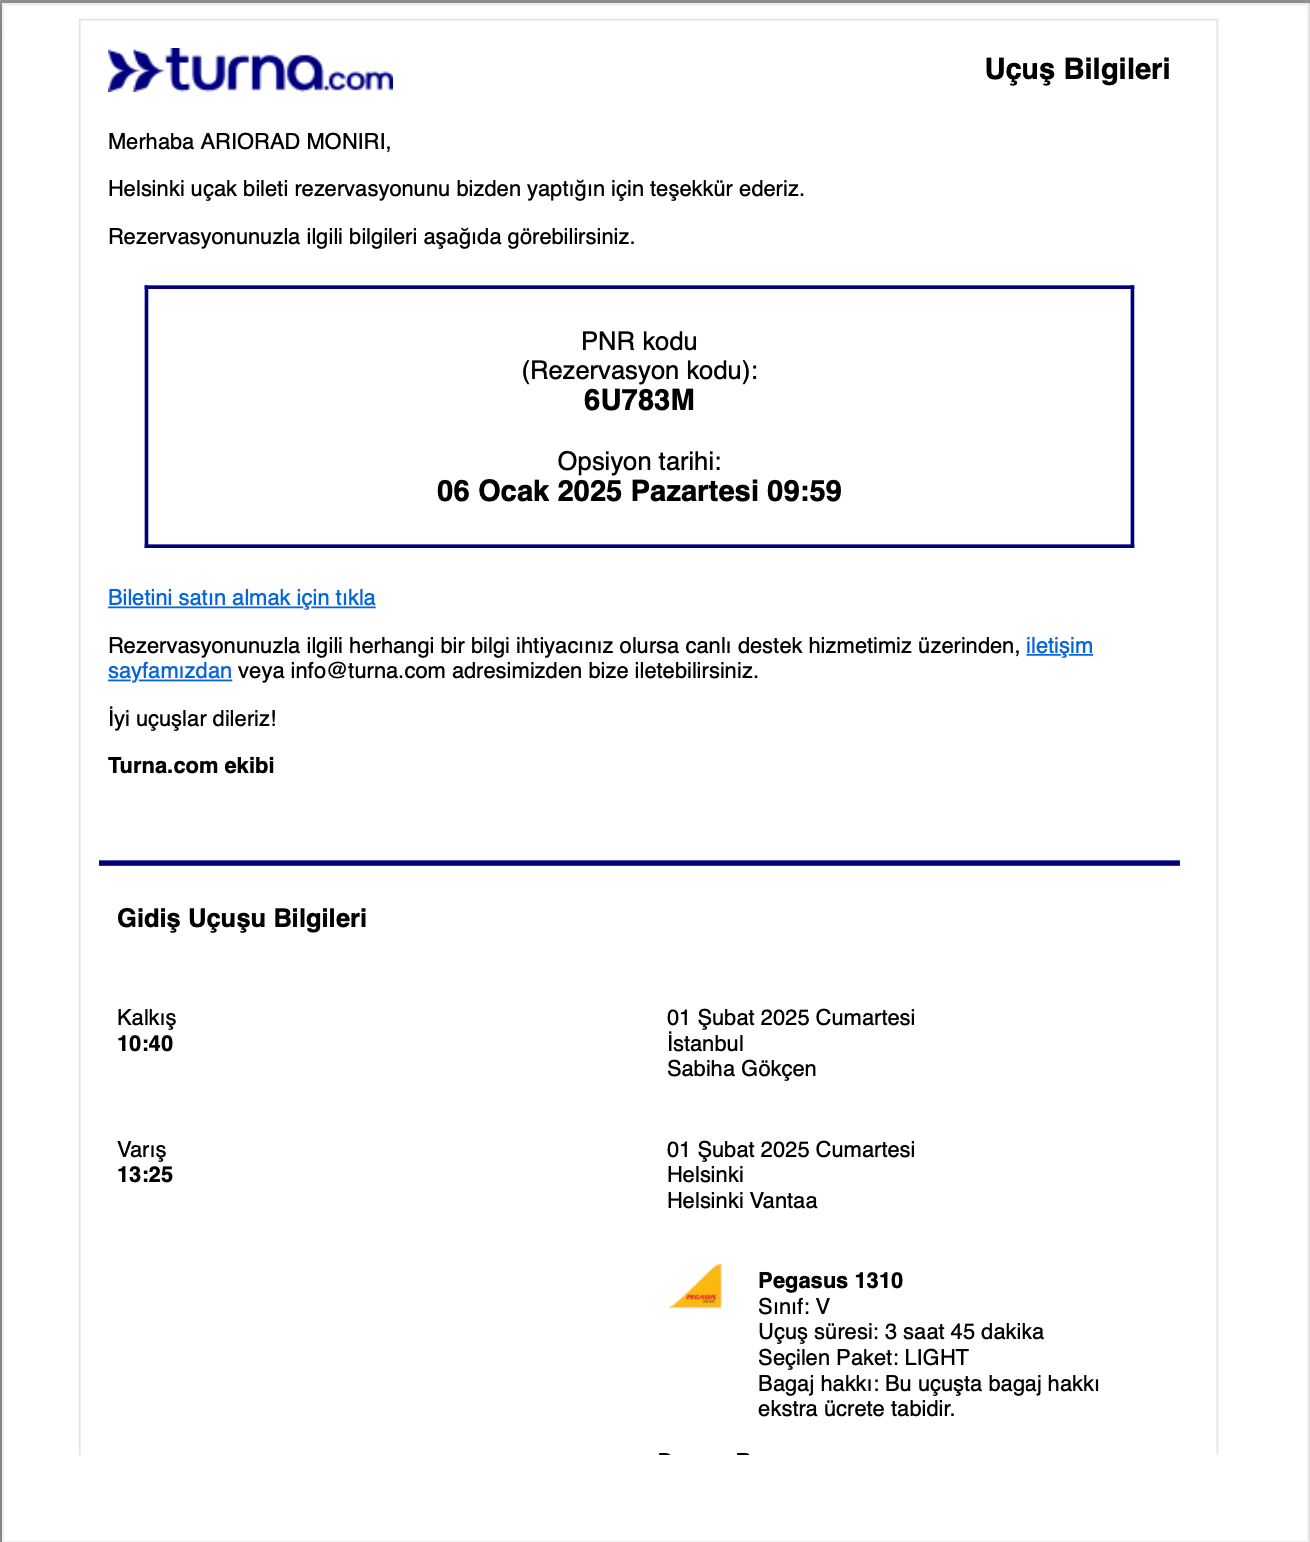 turna.com
Uçuş Bilgileri
Merhaba ARIORAD MONIRI,
Helsinki uçak bileti rezervasyonunu bizden yaptığın için teşekkür ederiz.
Rezervasyonunuzla ilgili bilgileri aşağıda görebilirsiniz.
PNR kodu
(Rezervasyon kodu):
6U783M
Opsiyon tarihi:
06 Ocak 2025 Pazartesi 09:59
Biletini satın almak için tıkla
Rezervasyonunuzla ilgili herhangi bir bilgi ihtiyacınız olursa canlı destek hizmetimiz üzerinden, iletişim
sayfamızdan veya info@turna.com adresimizden bize iletebilirsiniz.
İyi uçuşlar dileriz!
Turna.com ekibi
Gidiş Uçuşu Bilgileri
Kalkış
10:40
01 Şubat 2025 Cumartesi
İstanbul
Sabiha Gökçen
Varış
13:25
01 Şubat 2025 Cumartesi
Helsinki
Helsinki Vantaa
PEGASUS
Pegasus 1310
Sınıf: V
Uçuş süresi: 3 saat 45 dakika
Seçilen Paket: LIGHT
Bagaj hakkı: Bu uçuşta bagaj hakkı
ekstra ücrete tabidir.